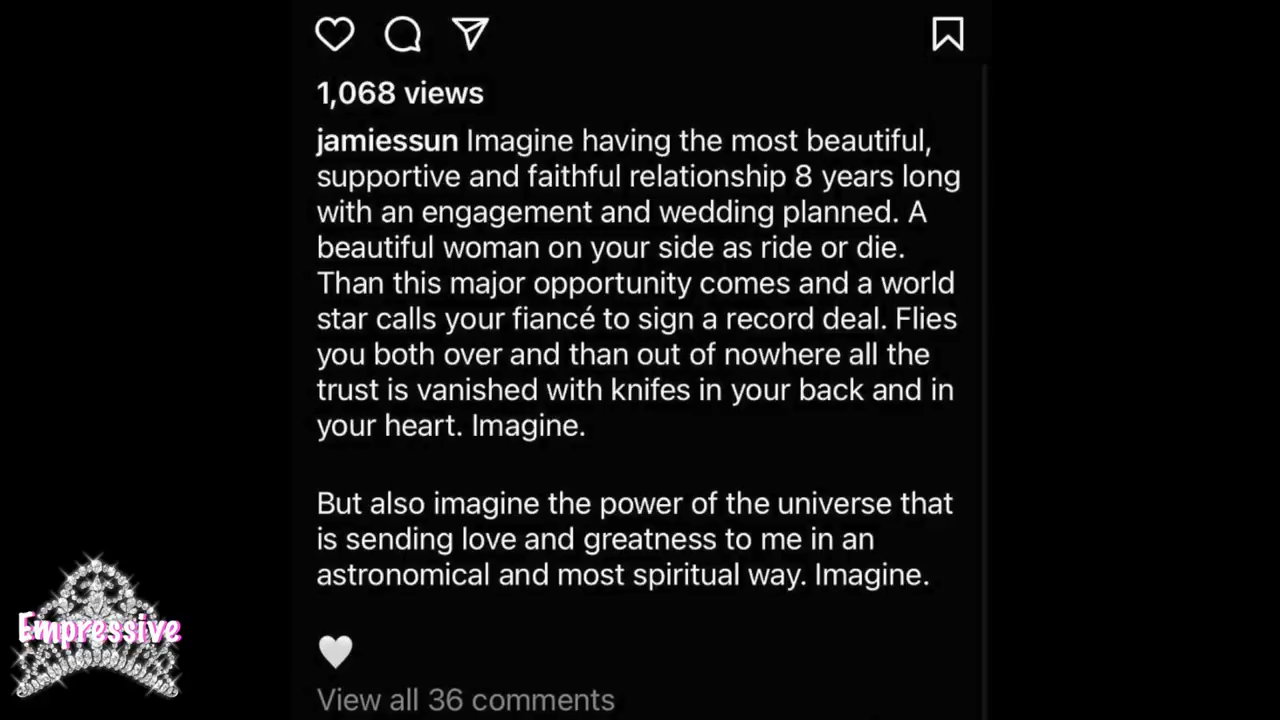 1,068 views
jamiessun Imagine having the most beautiful,
supportive and faithful relationship 8 years long
with an engagement and wedding planned. A
beautiful woman on your side as ride or die.
Than this major opportunity comes and a world
star calls your fiancé to sign a record deal. Flies
you both over and than out of nowhere all the
trust is vanished with knifes in your back and in
your heart. Imagine.
But also imagine the power of the universe that
is sending love and greatness to me in an
astronomical and most spiritual way. Imagine.
🤍
View all 36 comments
Empressive